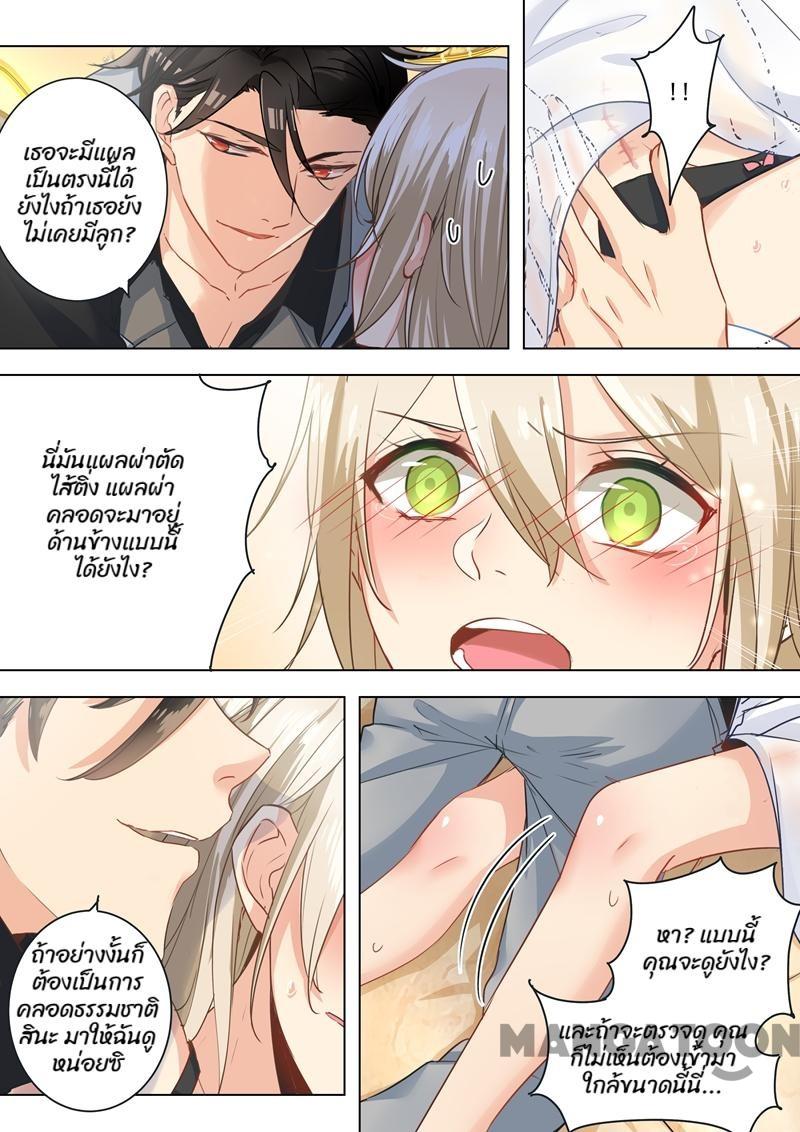 เธอจะมีแผล
เป็นตรงนี้ได้
ยังไงถ้าเธอยัง
ไม่เคยมีลูก?
!!
นี่มันแผลผ่าตัด
ไส้ติ่ง แผลผ่า
คลอดจะมาอยู่
ด้านข้างแบบนี้
ได้ยังไง?
ถ้าอย่างงั้นก็
ต้องเป็นการ
คลอดธรรมชาติ
สินะ มาให้ฉันดู
หน่อยซิ
หา? แบบนี้
คุณจะดูยังไง?
และถ้าจะตรวจดู คุณ
ก็ไม่เห็นต้องเข้ามา
ใกล้ขนาดนี้นี่...
MANGATOON